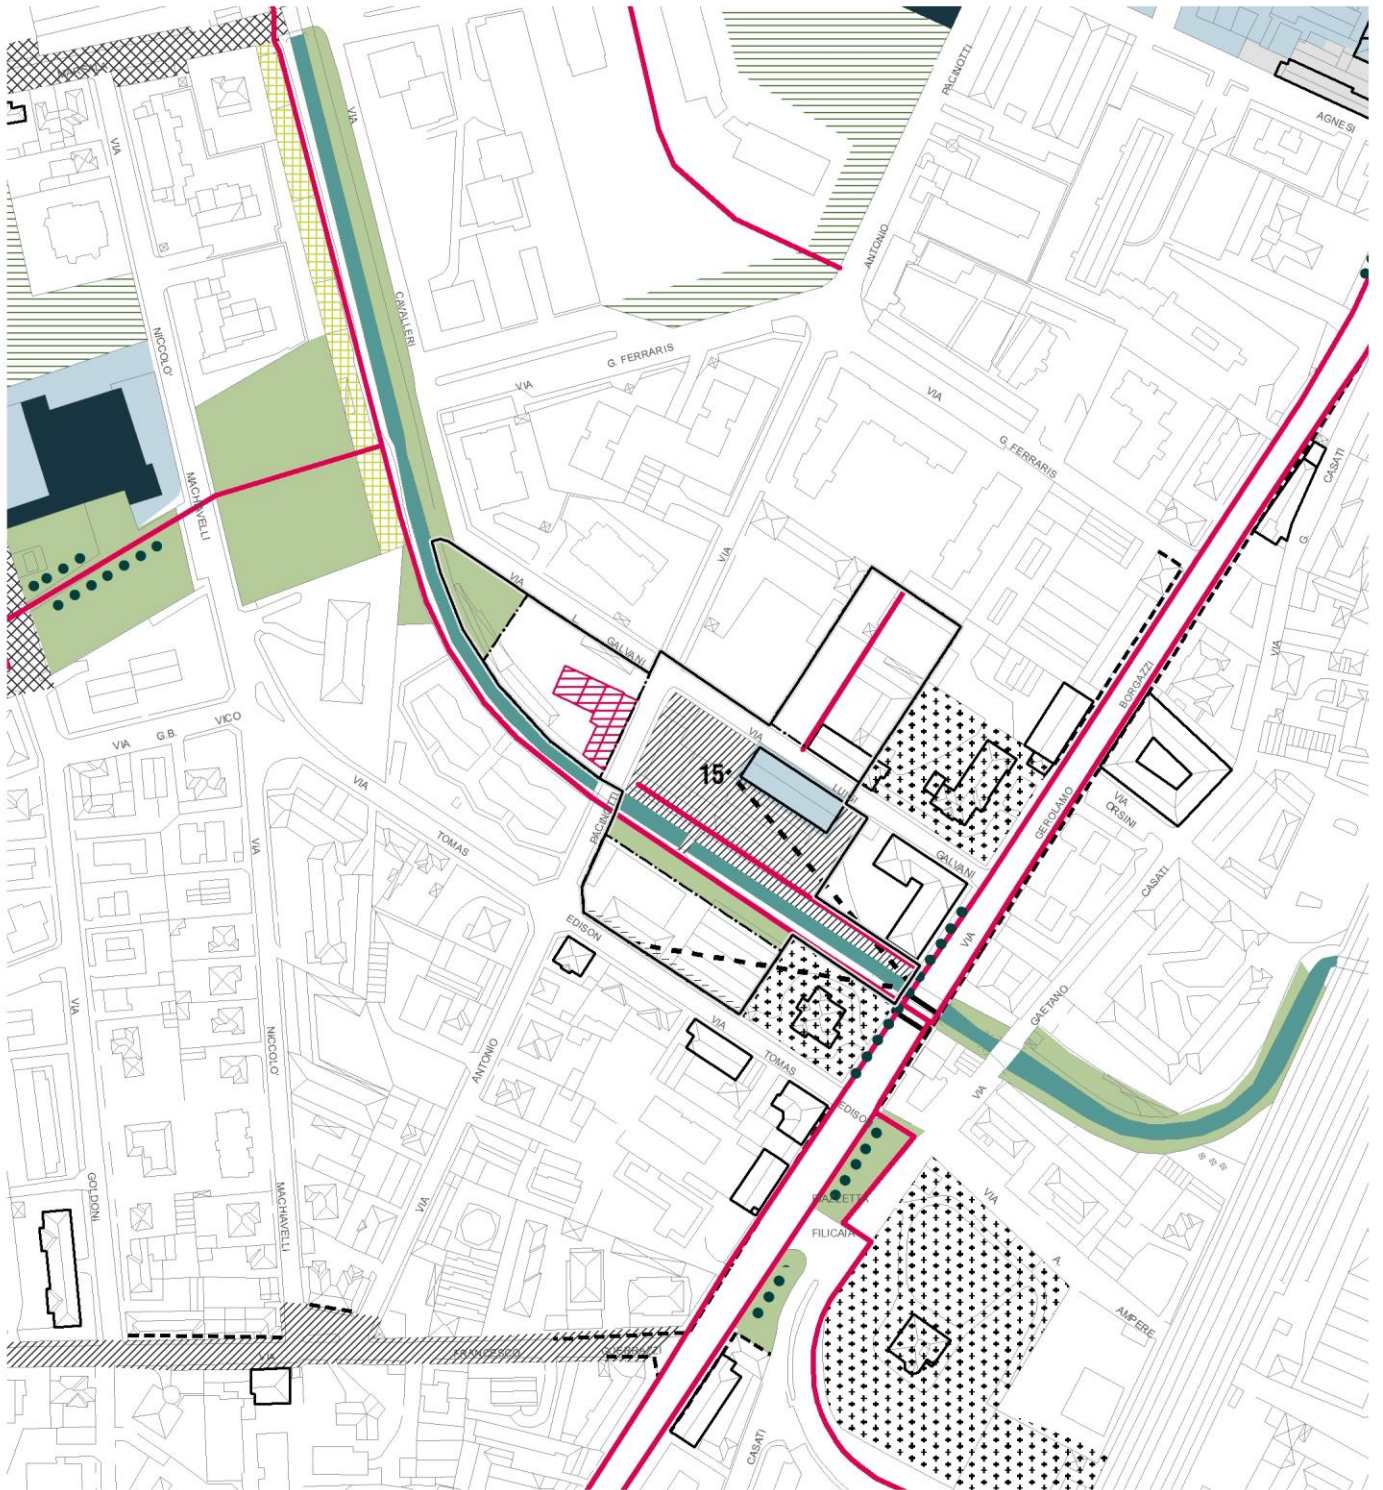 MARSALA
VIA
VIA
PACINOTTI
AGNESI
ANTONIO
NICCOLO'
CAVALLERI
G. FERRARIS
VIA
VIA
G. FERRARIS
CASATI
G.
MACHIAVELLI
VIA
VIA
L.
GALVANI
VIA
BORGAZZI
VIA G.B. VICO
VIA
15
LUIGI
VIA
ORSINI
VIA
TOMAS
PACINOTTI
GEROLAMO
GALVANI
CASATI
VIA
EDISON
VIA
GAETANO
VIA
NICCOLO'
ANTONIO
VIA
TOMAS
EDISON
VIA
GOLDONI
MACHIAVELLI
VIA
PIAZZETTA
FILICAIA
VIA
A.
AMPERE
VIA
FRANCESCO
GUERRAZZI
CASATI